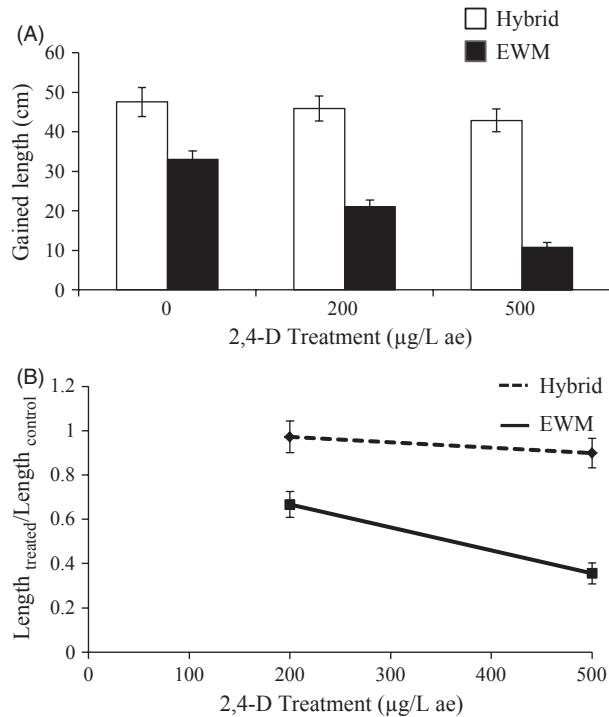 (A)
Hybrid
EWM
Gained length (cm)
60
50
40
30
20
10
0
0 200 500
2,4-D Treatment (µg/L ae)
(B)
Hybrid
EWM
Length treated/Length control
1.2
1
0.8
0.6
0.4
0.2
0
0 100 200 300 400 500
2,4-D Treatment (µg/L ae)